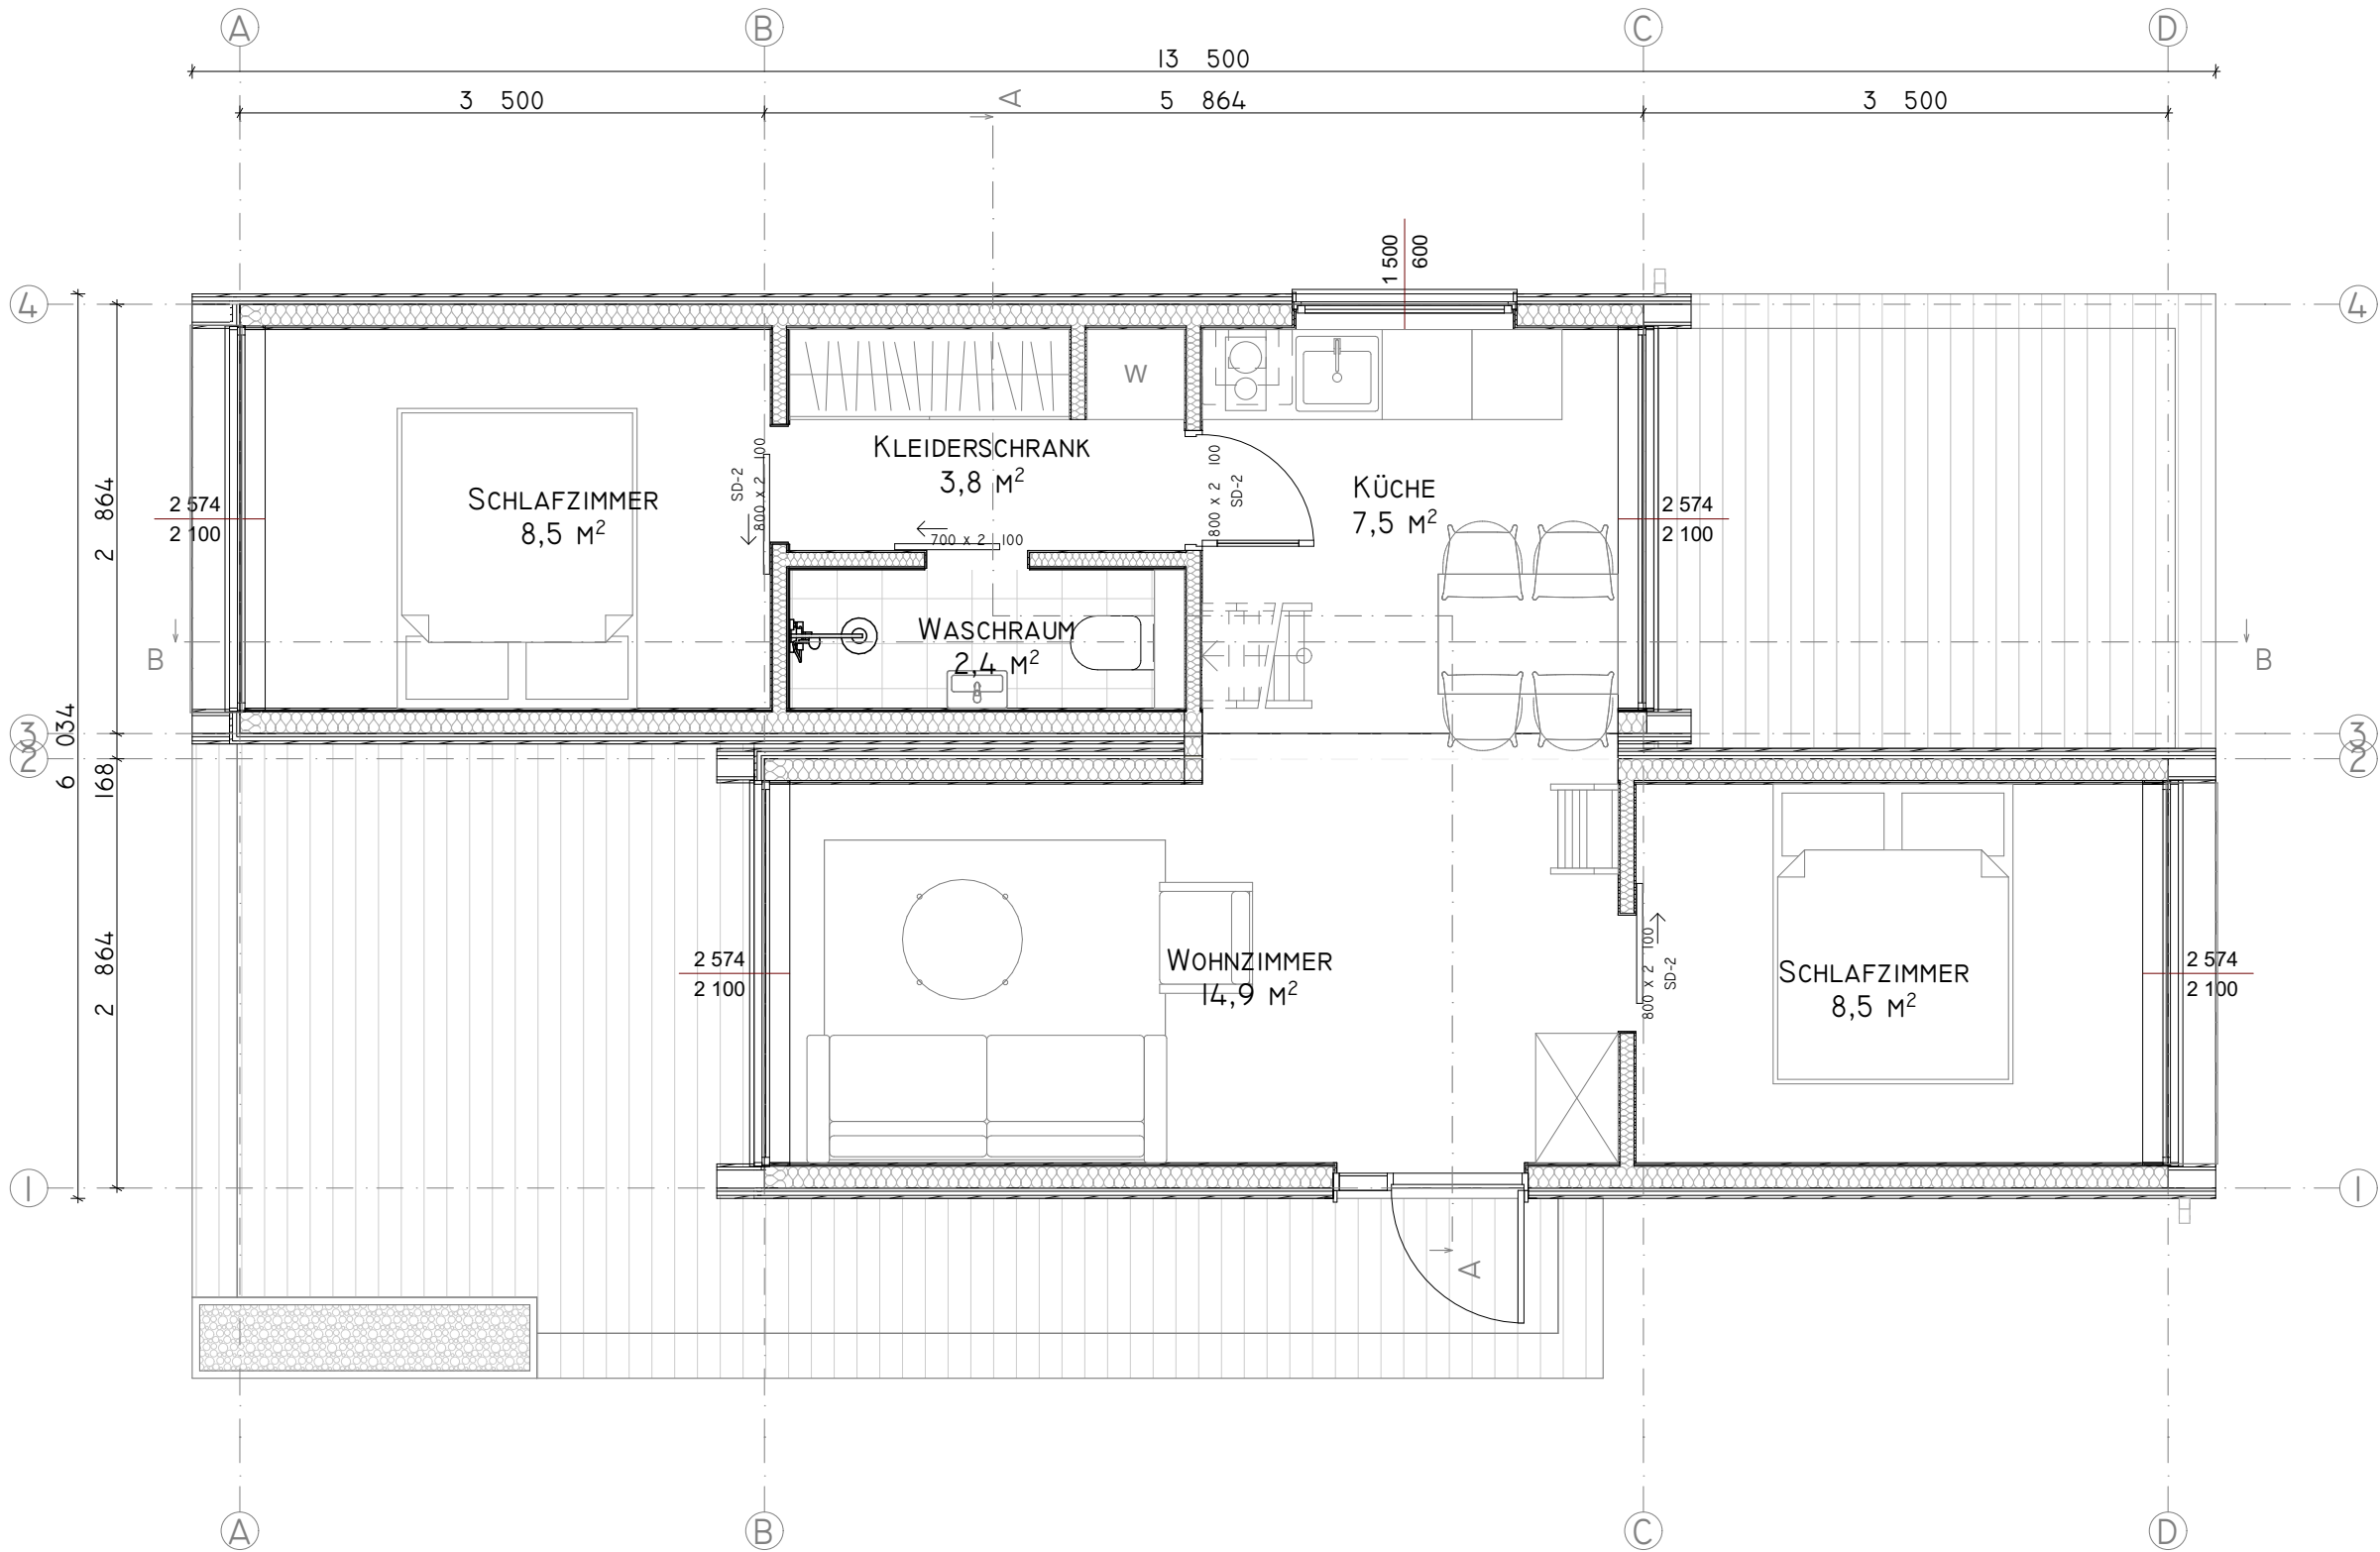 A B C D
13 500
3 500 5 864 3 500
A
1 500
600
4 4
W
KLEIDERSCHRANK
3,8 M²
SCHLAFZIMMER
8,5 M²
KÜCHE
7,5 M²
SD-2
800 x 2 100
800 x 2 100
SD-2
700 x 2 100
2 574
2 100
2 574
2 100
2 864
WASCHRAUM
2,4 M²
B B
3 3
2 2
6 034
168
2 864
2 574
2 100
WOHNZIMMER
14,9 M²
800 x 2 100
SD-2
SCHLAFZIMMER
8,5 M²
2 574
2 100
1 1
A
A B C D